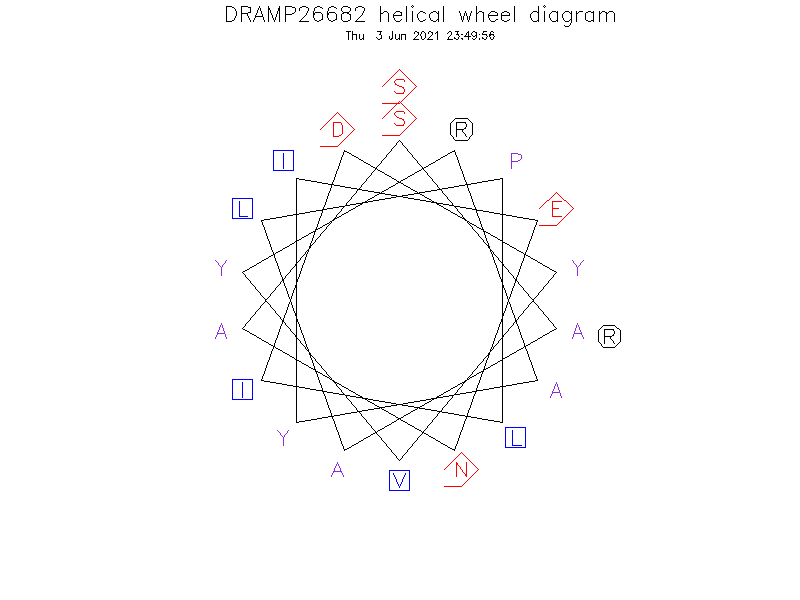 DRAMP26682 helical wheel diagram
Thu 3 Jun 2021 23:49:56
S
S
D R
I P
L E
Y Y
A A R
I A
Y L
A N
V